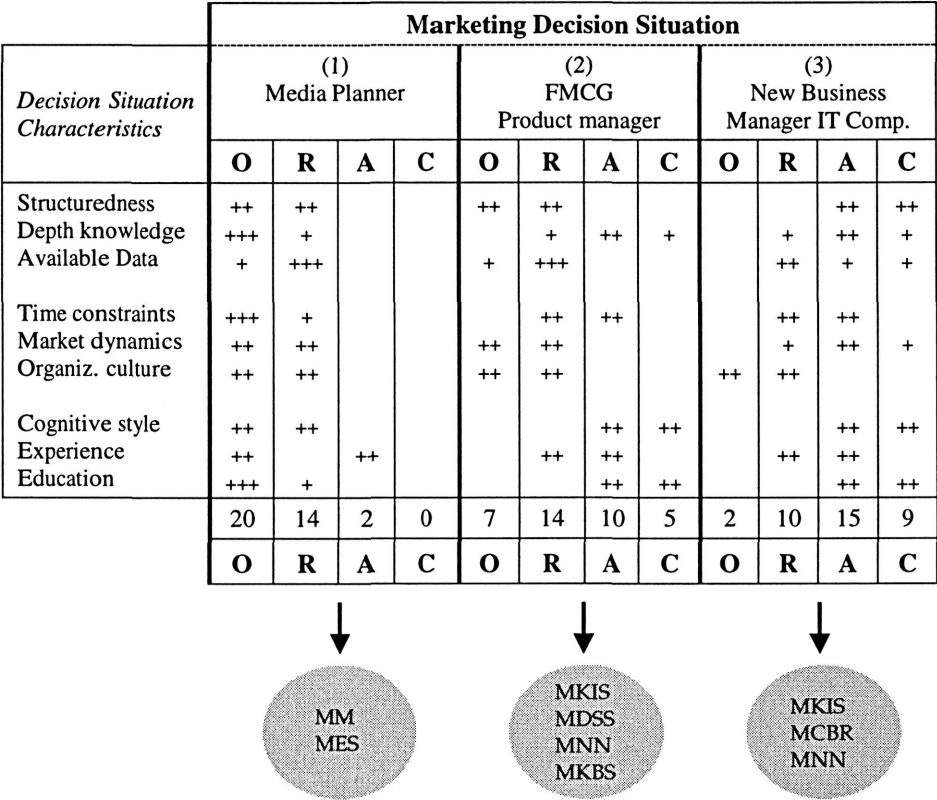 Marketing Decision Situation
Decision Situation Characteristics
(1) Media Planner
(2) FMCG Product manager
(3) New Business Manager IT Comp.
O R A C O R A C O R A C
Structuredness ++ ++ ++ ++ ++ ++
Depth knowledge +++ + + ++ + + ++ +
Available Data + +++ + +++ ++ + +
Time constraints +++ + ++ ++ ++ ++
Market dynamics ++ ++ ++ ++ + ++ +
Organiz. culture ++ ++ ++ ++ ++ ++
Cognitive style ++ ++ ++ ++ ++ ++
Experience ++ ++ ++ ++ ++ ++
Education +++ + ++ ++ ++ ++
20 14 2 0 7 14 10 5 2 10 15 9
O R A C O R A C O R A C
MM
MES
MKIS
MDSS
MNN
MKBS
MKIS
MCBR
MNN